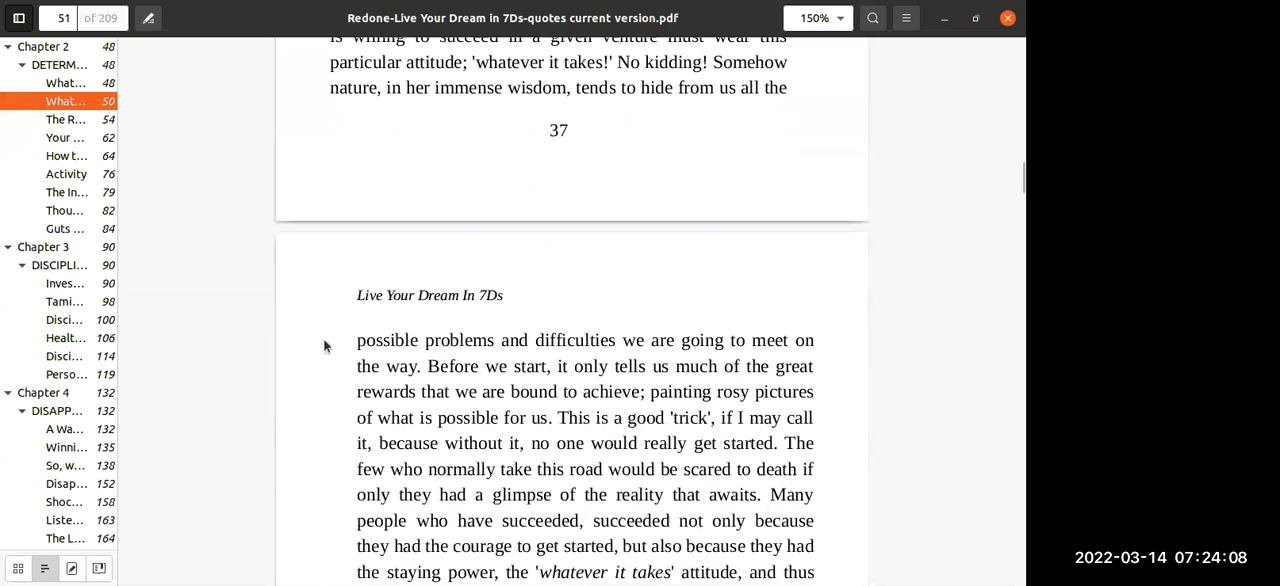 51 of 209
Redone-Live Your Dream in 7Ds-quotes current version.pdf
150%
Chapter 2 48
DETERM... 48
What... 48
What... 50
The R... 54
Your ... 62
How t... 64
Activity 76
The In... 79
Thou... 82
Guts ... 84
Chapter 3 90
DISCIPLI... 90
Inves... 90
Tami... 98
Disci... 100
Healt... 106
Disci... 114
Perso... 119
Chapter 4 132
DISAPP... 132
A Wa... 132
Winni... 135
So, w... 138
Disap... 152
Shoc... 158
Liste... 163
The L... 164
is willing to succeed in a given venture must wear this
particular attitude; 'whatever it takes!' No kidding! Somehow
nature, in her immense wisdom, tends to hide from us all the
37
Live Your Dream In 7Ds
possible problems and difficulties we are going to meet on
the way. Before we start, it only tells us much of the great
rewards that we are bound to achieve; painting rosy pictures
of what is possible for us. This is a good 'trick', if I may call
it, because without it, no one would really get started. The
few who normally take this road would be scared to death if
only they had a glimpse of the reality that awaits. Many
people who have succeeded, succeeded not only because
they had the courage to get started, but also because they had
the staying power, the 'whatever it takes' attitude, and thus
2022-03-14 07:24:08